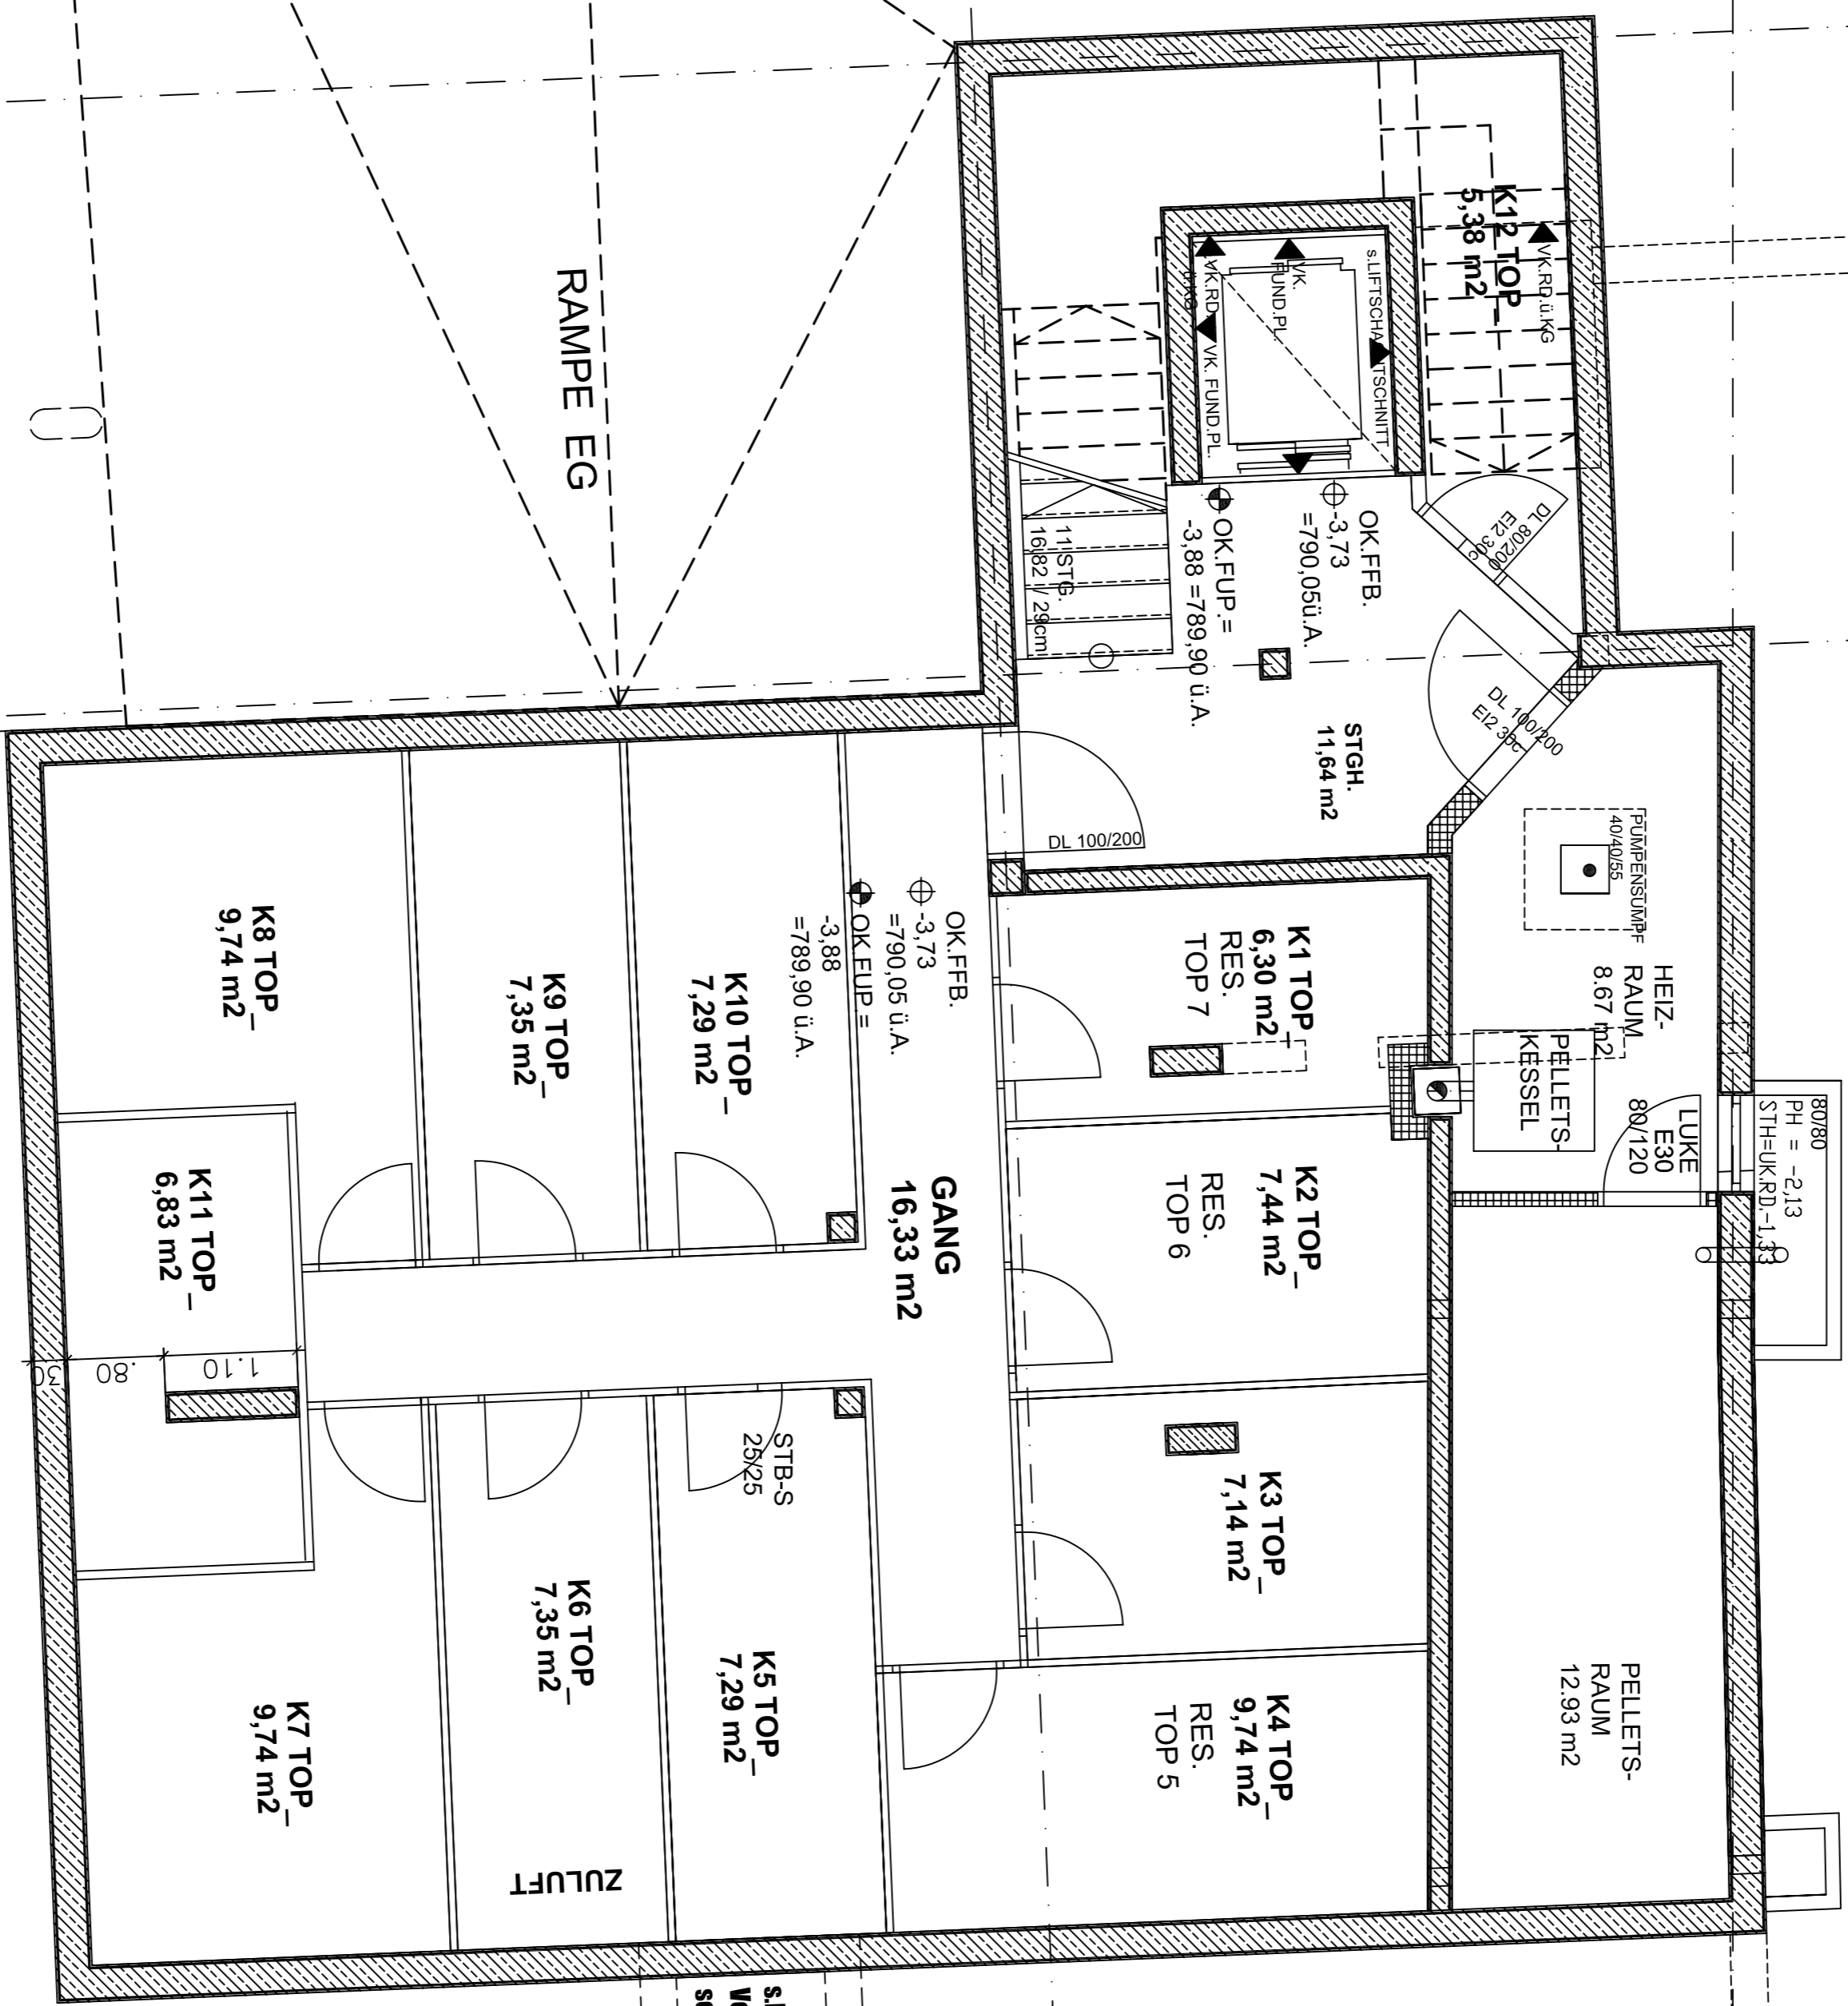 RAMPE EG
K12 TOP_
5,38 m2
VK.RD.ü.KG
VK.
FUND.PL.
VK. FUND.PL.
DL 80/200
EI2 30c
11STG.
16,82 / 29cm
OK.FFB.
-3,73
=790,05ü.A.
OK.FUP.=
-3,88 =789,90 ü.A.
STGH.
11,64 m2
DL 100/200
EI2 30c
DL 100/200
PUMPENSUMPF
40/40/55
HEIZ-
RAUM
8.67 m2
PELLETS-
KESSEL
LUKE
E30
80/120
80/80
PH = -2,13
STH=UK.RD.-1,33
PELLETS-
RAUM
12.93 m2
K1 TOP_
6,30 m2
RES.
TOP 7
K2 TOP_
7,44 m2
RES.
TOP 6
K3 TOP_
7,14 m2
K4 TOP_
9,74 m2
RES.
TOP 5
OK.FFB.
-3,73
=790,05 ü.A.
OK.FUP.=
-3,88
=789,90 ü.A.
GANG
16,33 m2
K10 TOP_
7,29 m2
K9 TOP_
7,35 m2
K8 TOP_
9,74 m2
K11 TOP_
6,83 m2
30
.80
1.10
STB-S
25/25
K5 TOP_
7,29 m2
K6 TOP_
7,35 m2
K7 TOP_
9,74 m2
ZULUFT